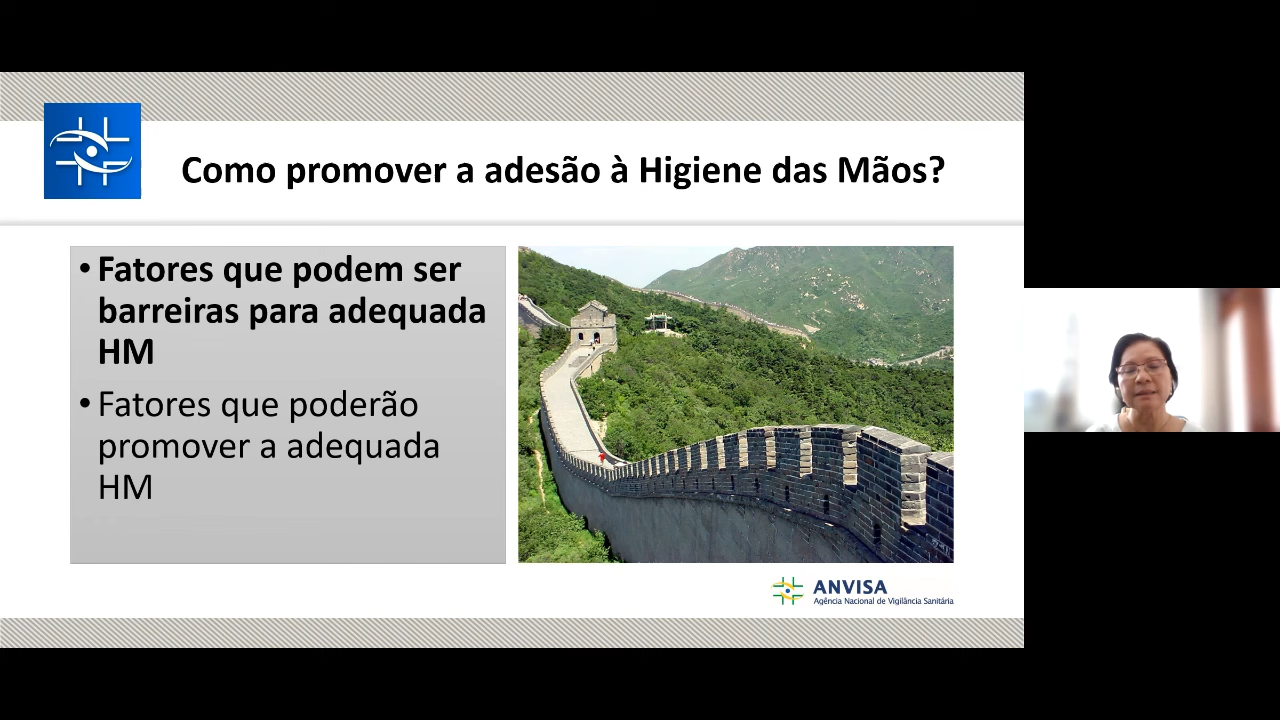 Como promover a adesão à Higiene das Mãos?
• Fatores que podem ser
barreiras para adequada
HM
• Fatores que poderão
promover a adequada
HM
ANVISA
Agência Nacional de Vigilância Sanitária